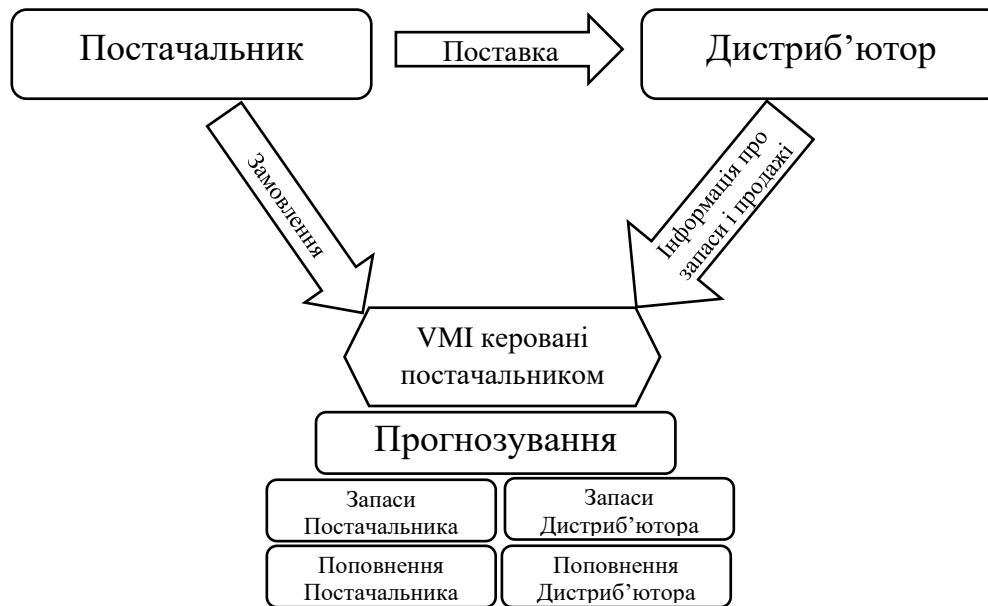 Постачальник
Поставка
Дистриб’ютор
Замовлення
Інформація про
запаси і продажі
VMI керовані
постачальником
Прогнозування
Запаси
Постачальника
Запаси
Дистриб’ютора
Поповнення
Постачальника
Поповнення
Дистриб’ютора